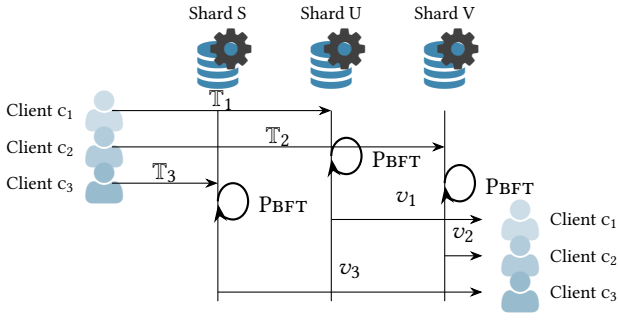 Shard S Shard U Shard V
Client c₁ 𝕋₁
Client c₂ 𝕋₂
Client c₃ 𝕋₃
PBFT
PBFT
PBFT
v₁
Client c₁
v₂
Client c₂
v₃
Client c₃